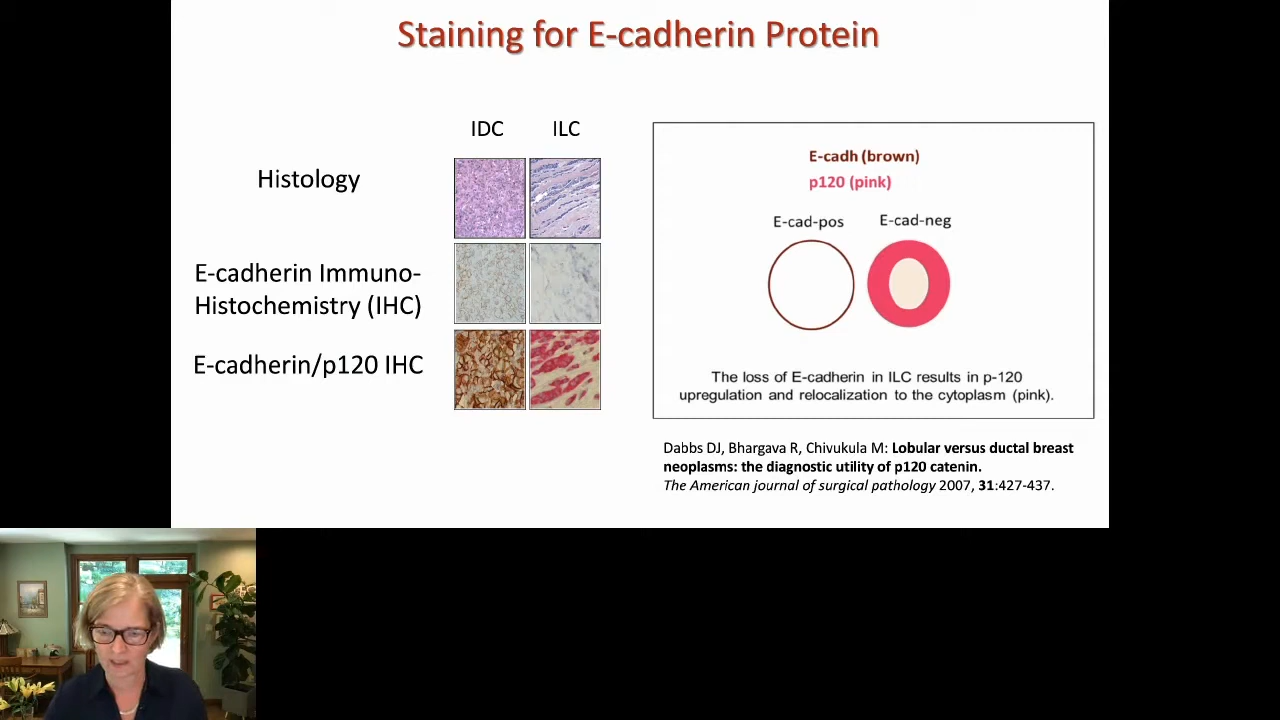 Staining for E-cadherin Protein
IDC
ILC
Histology
E-cadherin Immuno-
Histochemistry (IHC)
E-cadherin/p120 IHC
E-cadh (brown)
p120 (pink)
E-cad-pos
E-cad-neg
The loss of E-cadherin in ILC results in p-120
upregulation and relocalization to the cytoplasm (pink).
Dabbs DJ, Bhargava R, Chivukula M: Lobular versus ductal breast
neoplasms: the diagnostic utility of p120 catenin.
The American journal of surgical pathology 2007, 31:427-437.